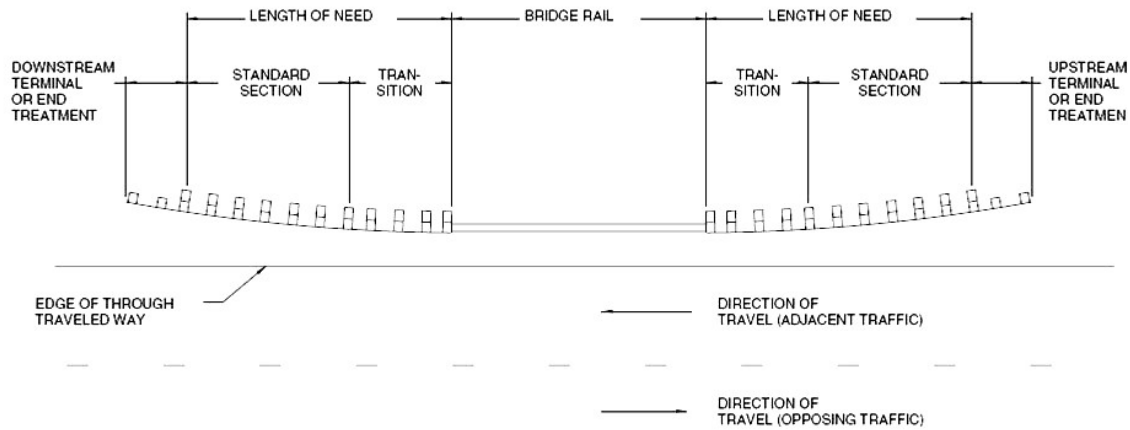 LENGTH OF NEED
BRIDGE RAIL
LENGTH OF NEED
DOWNSTREAM
TERMINAL
OR END
TREATMENT
STANDARD
SECTION
TRAN-
SITION
TRAN-
SITION
STANDARD
SECTION
UPSTREAM
TERMINAL
OR END
TREATMEN
EDGE OF THROUGH
TRAVELED WAY
DIRECTION OF
TRAVEL (ADJACENT TRAFFIC)
DIRECTION OF
TRAVEL (OPPOSING TRAFFIC)